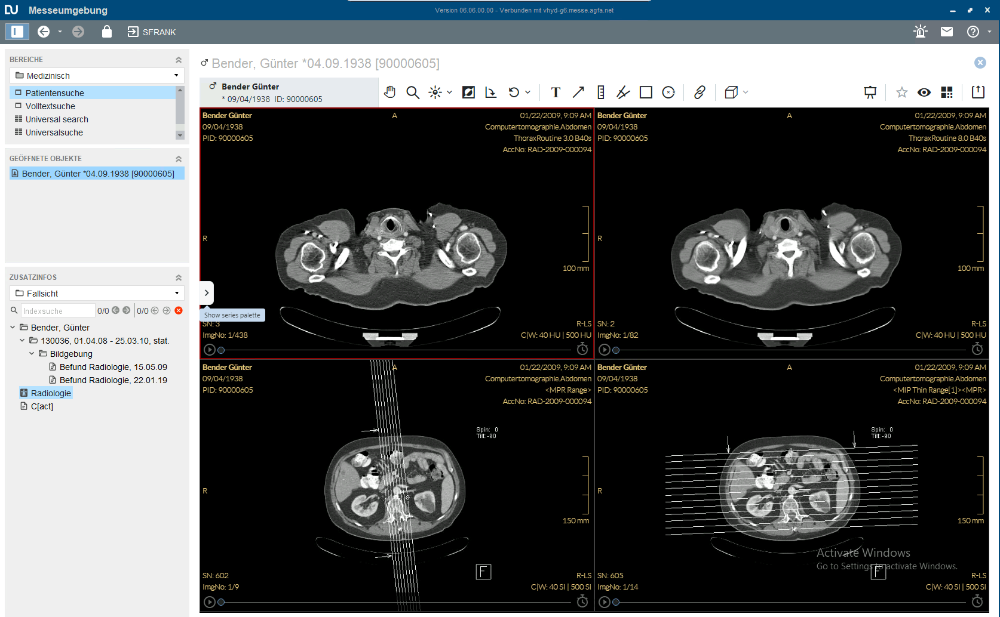 Messeumgebung
Version 06.06.00.00 - Verbunden mit vhyd-g6.messe.agfa.net
SFRANK
BEREICHE
Medizinisch
Patientensuche
Volltextsuche
Universal search
Universalsuche
GEÖFFNETE OBJEKTE
Bender, Günter *04.09.1938 [90000605]
ZUSATZINFOS
Fallsicht
Indexsuche
0/0
0/0
Bender, Günter
130036, 01.04.08 - 25.03.10, stat.
Bildgebung
Befund Radiologie, 15.05.09
Befund Radiologie, 22.01.19
Radiologie
C[act]
Bender, Günter *04.09.1938 [90000605]
Bender Günter
* 09/04/1938 ID: 90000605
T
Bender Günter
09/04/1938
PID: 90000605
A
01/22/2009, 9:09 AM
Computertomographie.Abdomen
ThoraxRoutine 3.0 B40s
AccNo: RAD-2009-000094
R
100 mm
Show series palette
SN: 3
ImgNo: 1/438
R-LS
C|W: 40 HU | 500 HU
Bender Günter
09/04/1938
PID: 90000605
A
01/22/2009, 9:09 AM
Computertomographie.Abdomen
ThoraxRoutine 8.0 B40s
AccNo: RAD-2009-000094
R
100 mm
SN: 2
ImgNo: 1/82
R-LS
C|W: 40 HU | 500 HU
Bender Günter
09/04/1938
PID: 90000605
A
01/22/2009, 9:09 AM
Computertomographie.Abdomen
<MPR Range>
AccNo: RAD-2009-000094
Spin: 0
Tilt: -90
R
150 mm
F
SN: 602
ImgNo: 1/9
R-LS
C|W: 40 SI | 500 SI
Bender Günter
09/04/1938
PID: 90000605
A
01/22/2009, 9:09 AM
Computertomographie.Abdomen
<MIP Thin Range[1]><MPR>
AccNo: RAD-2009-000094
Spin: 0
Tilt: -90
R
150 mm
Activate Windows
Go to Settings to activate Windows.
F
SN: 605
ImgNo: 1/14
R-LS
C|W: 40 SI | 500 SI